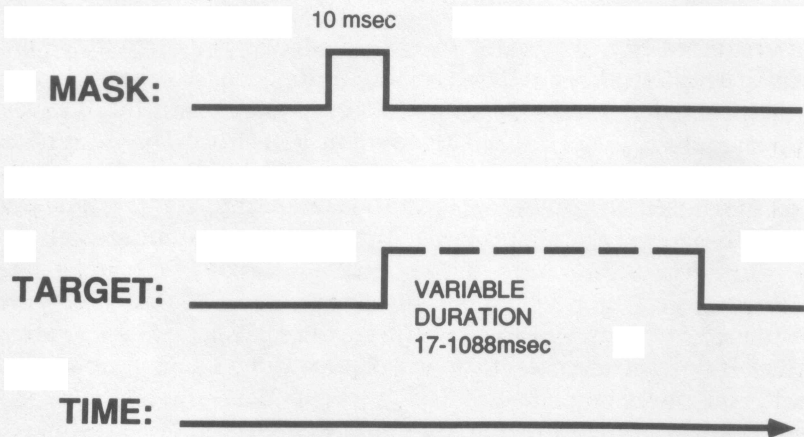 10 msec
MASK:
TARGET:
VARIABLE
DURATION
17-1088msec
TIME: